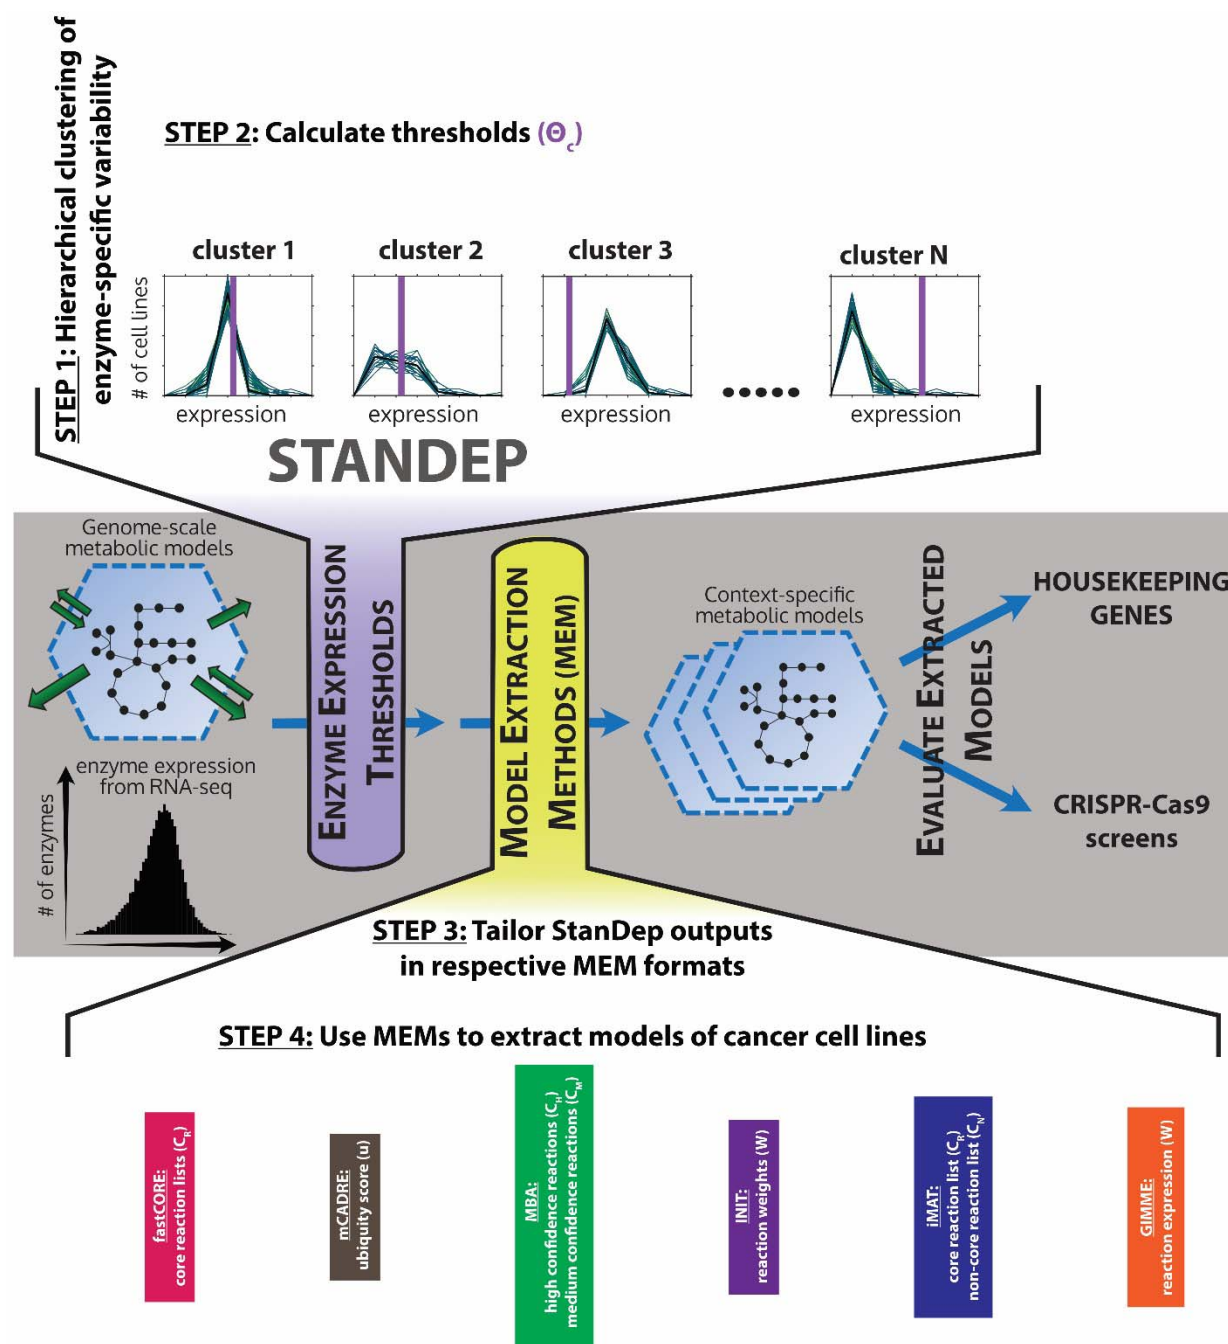 STEP 1: Hierarchical clustering of
enzyme-specific variability
STEP 2: Calculate thresholds (Θc)
cluster 1
cluster 2
cluster 3
cluster N
# of cell lines
expression
expression
expression
expression
STANDEP
Genome-scale
metabolic models
enzyme expression
from RNA-seq
# of enzymes
ENZYME EXPRESSION
THRESHOLDS
MODEL EXTRACTION
METHODS (MEM)
Context-specific
metabolic models
EVALUATE EXTRACTED
MODELS
HOUSEKEEPING
GENES
CRISPR-Cas9
screens
STEP 3: Tailor StanDep outputs
in respective MEM formats
STEP 4: Use MEMs to extract models of cancer cell lines
fastCORE:
core reaction lists (CR)
mCADRE:
ubiquity score (u)
MBA:
high confidence reactions (CH)
medium confidence reactions (CM)
INIT:
reaction weights (W)
iMAT:
core reaction list (CR)
non-core reaction list (CN)
GIMME:
reaction expression (W)